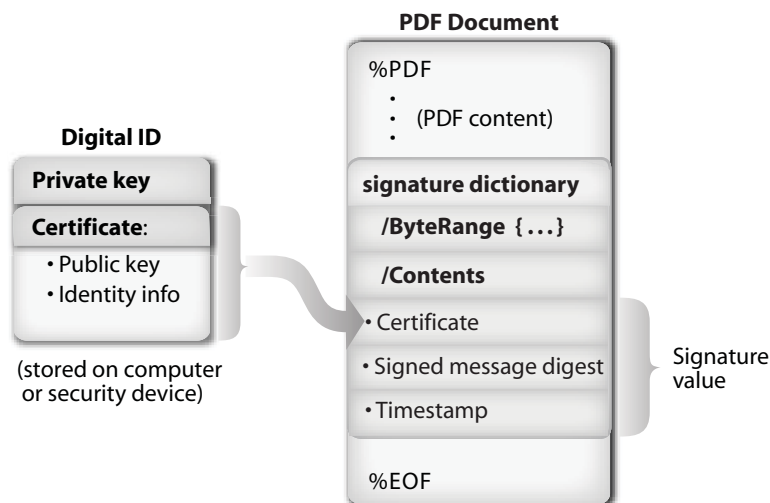 PDF Document
%PDF
•
• (PDF content)
•
Digital ID
Private key
Certificate:
• Public key
• Identity info
(stored on computer
or security device)
signature dictionary
/ByteRange {...}
/Contents
• Certificate
• Signed message digest
• Timestamp
%EOF
Signature
value